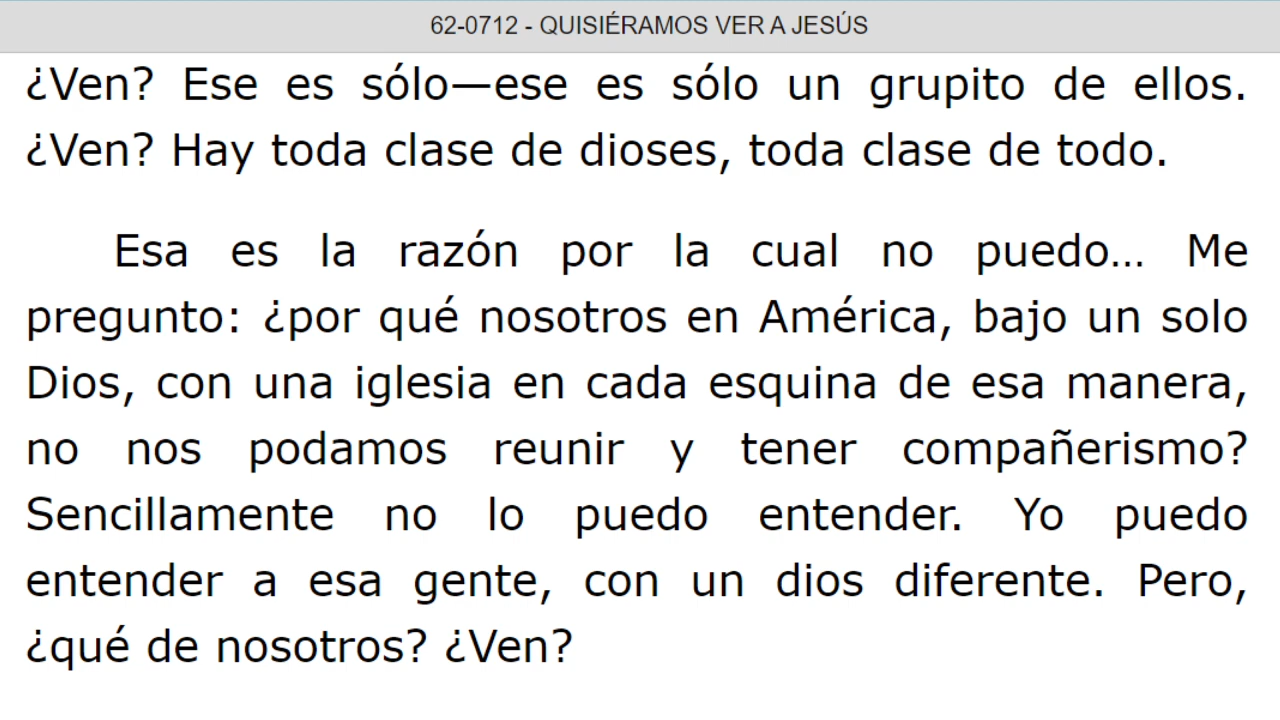 62-0712 - QUISIÉRAMOS VER A JESÚS
¿Ven? Ese es sólo—ese es sólo un grupito de ellos.
¿Ven? Hay toda clase de dioses, toda clase de todo.
Esa es la razón por la cual no puedo... Me
pregunto: ¿por qué nosotros en América, bajo un solo
Dios, con una iglesia en cada esquina de esa manera,
no nos podamos reunir y tener compañerismo?
Sencillamente no lo puedo entender. Yo puedo
entender a esa gente, con un dios diferente. Pero,
¿qué de nosotros? ¿Ven?